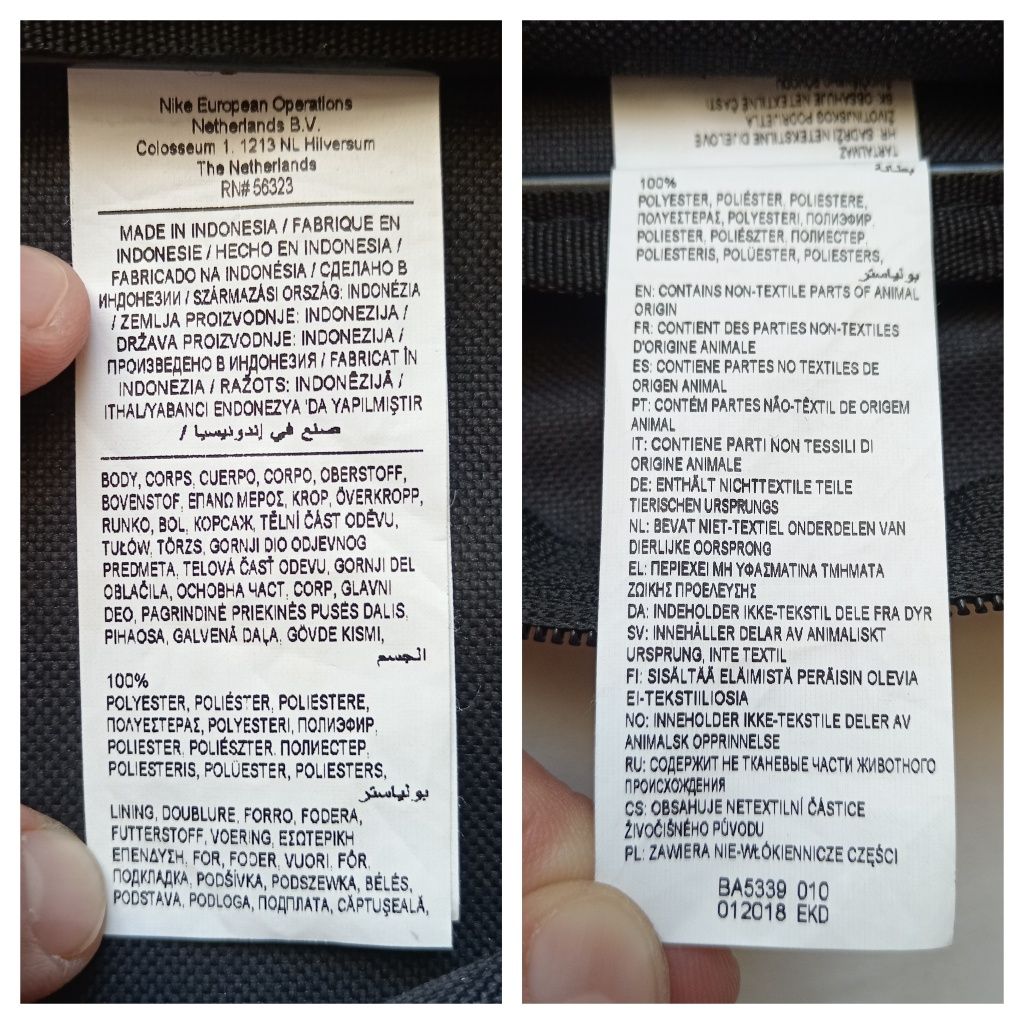 Nike European Operations
Netherlands B.V.
Colosseum 1. 1213 NL Hilversum
The Netherlands
RN# 56323
MADE IN INDONESIA / FABRIQUE EN
INDONESIE / HECHO EN INDONESIA /
FABRICADO NA INDONÉSIA / СДЕЛАНО В
ИНДОНЕЗИИ / SZÁRMAZÁSI ORSZÁG: INDONÉZIA
/ ZEMLJA PROIZVODNJE: INDONEZIJA /
DRŽAVA PROIZVODNJE: INDONEZIJA /
ПРОИЗВЕДЕНО В ИНДОНЕЗИЯ / FABRICAT ÎN
INDONEZIA / RAŽOTS: INDONĒZIJĀ /
ITHAL/YABANCI ENDONEZYA 'DA YAPILMIŞTIR
صنع في إندونيسيا /
BODY, CORPS, CUERPO, CORPO, OBERSTOFF,
BOVENSTOF, ΕΠΑΝΩ ΜΕΡΟΣ, KROP, ÖVERKROPP,
RUNKO, BOL, КОРСАЖ, TĚLNÍ ČÁST ODĚVU,
TUŁÓW, TÖRZS, GORNJI DIO ODJEVNOG
PREDMETA, TELOVÁ ČASŤ ODEVU, GORNJI DEL
OBLAČILA, ОСНОВНА ЧАСТ, CORP, GLAVNI
DEO, PAGRINDINĖ PRIEKINĖS PUSĖS DALIS,
PIHAOSA, GALVENĀ DAĻA, GÖVDE KISMI,
الجسم
100%
POLYESTER, POLIÉSTER, POLIESTERE,
ΠΟΛΥΕΣΤΕΡΑΣ, POLYESTERI, ПОЛИЭФИР,
POLIESTER, POLIÉSZTER, ПОЛИЕСТЕР,
POLIESTERIS, POLÜESTER, POLIESTERS,
بولياستر
LINING, DOUBLURE, FORRO, FODERA,
FUTTERSTOFF, VOERING, ΕΣΩΤΕΡΙΚΗ
ΕΠΕΝΔΥΣΗ, FOR, FODER, VUORI, FÔR,
ПОДКЛАДКА, PODŠÍVKA, PODSZEWKA, BÉLÉS,
PODSTAVA, PODLOGA, ПОДПЛАТА, CĂPTUŞEALĂ,
ŽIVOTINJSKOG PODRIJETLA
HR: SADRŽI NETEKSTILNE DIJELOVE
TARTALMAZ
100%
POLYESTER, POLIÉSTER, POLIESTERE,
ΠΟΛΥΕΣΤΕΡΑΣ, POLYESTERI, ПОЛИЭФИР,
POLIESTER, POLIÉSZTER, ПОЛИЕСТЕР,
POLIESTERIS, POLÜESTER, POLIESTERS,
بولياستر
EN: CONTAINS NON-TEXTILE PARTS OF ANIMAL
ORIGIN
FR: CONTIENT DES PARTIES NON-TEXTILES
D'ORIGINE ANIMALE
ES: CONTIENE PARTES NO TEXTILES DE
ORIGEN ANIMAL
PT: CONTÉM PARTES NÃO-TÊXTIL DE ORIGEM
ANIMAL
IT: CONTIENE PARTI NON TESSILI DI
ORIGINE ANIMALE
DE: ENTHÄLT NICHTTEXTILE TEILE
TIERISCHEN URSPRUNGS
NL: BEVAT NIET-TEXTIEL ONDERDELEN VAN
DIERLIJKE OORSPRONG
EL: ΠΕΡΙΕΧΕΙ ΜΗ ΥΦΑΣΜΑΤΙΝΑ ΤΜΗΜΑΤΑ
ΖΩΙΚΗΣ ΠΡΟΕΛΕΥΣΗΣ
DA: INDEHOLDER IKKE-TEKSTIL DELE FRA DYR
SV: INNEHÅLLER DELAR AV ANIMALISKT
URSPRUNG, INTE TEXTIL
FI: SISÄLTÄÄ ELÄIMISTÄ PERÄISIN OLEVIA
EI-TEKSTIILIOSIA
NO: INNEHOLDER IKKE-TEKSTILE DELER AV
ANIMALSK OPPRINNELSE
RU: СОДЕРЖИТ НЕ ТКАНЕВЫЕ ЧАСТИ ЖИВОТНОГО
ПРОИСХОЖДЕНИЯ
CS: OBSAHUJE NETEXTILNÍ ČÁSTICE
ŽIVOČIŠNÉHO PŮVODU
PL: ZAWIERA NIE-WŁÓKIENNICZE CZĘŚCI
BA5339 010
012018 EKD